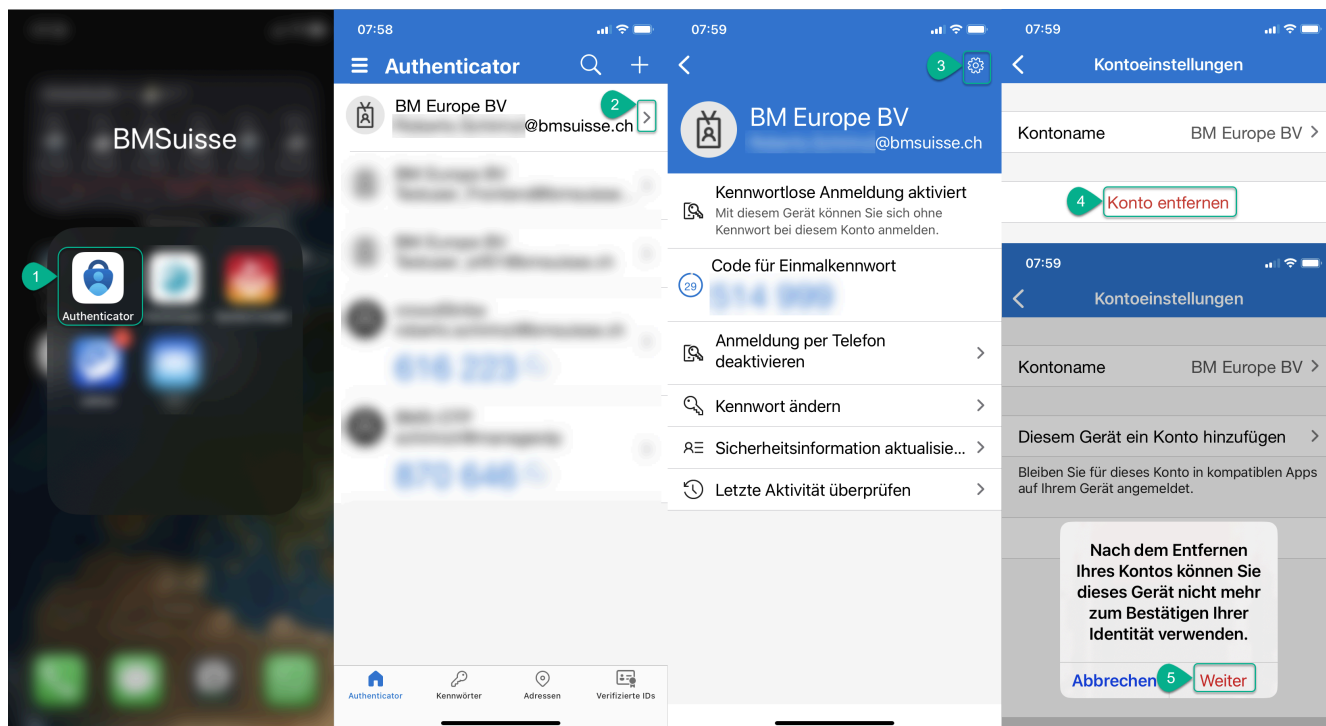 BMSuisse
1
Authenticator
07:58
Authenticator
BM Europe BV
2
@bmsuisse.ch
Authenticator
Kennwörter
Adressen
Verifizierte IDs
07:59
3
BM Europe BV
@bmsuisse.ch
Kennwortlose Anmeldung aktiviert
Mit diesem Gerät können Sie sich ohne
Kennwort bei diesem Konto anmelden.
Code für Einmalkennwort
29
Anmeldung per Telefon
deaktivieren
Kennwort ändern
Sicherheitsinformation aktualisie...
Letzte Aktivität überprüfen
07:59
Kontoeinstellungen
Kontoname BM Europe BV
4
Konto entfernen
07:59
Kontoeinstellungen
Kontoname BM Europe BV
Diesem Gerät ein Konto hinzufügen
Bleiben Sie für dieses Konto in kompatiblen Apps
auf Ihrem Gerät angemeldet.
Nach dem Entfernen
Ihres Kontos können Sie
dieses Gerät nicht mehr
zum Bestätigen Ihrer
Identität verwenden.
Abbrechen 5 Weiter